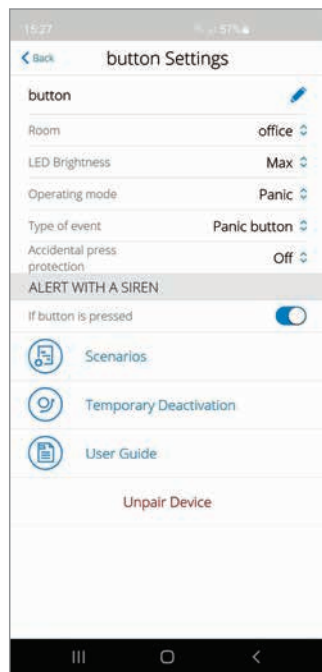 15:27 57%
Back button Settings
button
Room office
LED Brightness Max
Operating mode Panic
Type of event Panic button
Accidental press protection Off
ALERT WITH A SIREN
If button is pressed
Scenarios
Temporary Deactivation
User Guide
Unpair Device